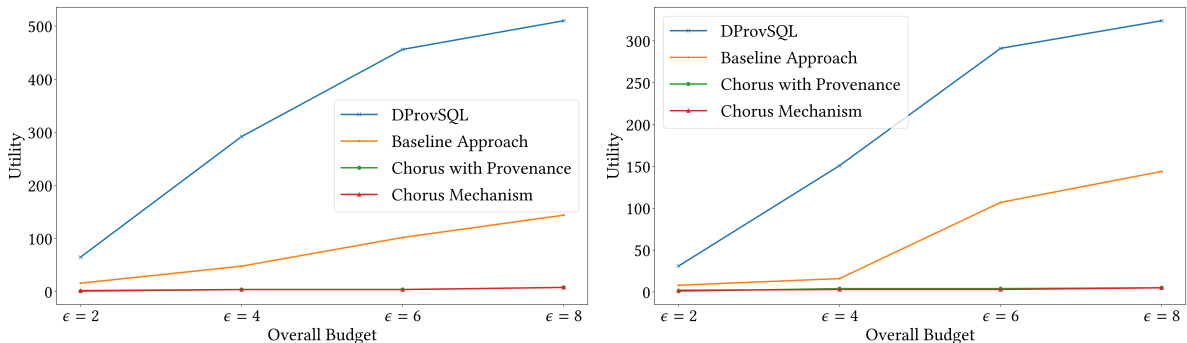 500
400
300
200
100
0
Utility
DProvSQL
Baseline Approach
Chorus with Provenance
Chorus Mechanism
ϵ = 2
ϵ = 4
ϵ = 6
ϵ = 8
Overall Budget
300
250
200
150
100
50
0
Utility
DProvSQL
Baseline Approach
Chorus with Provenance
Chorus Mechanism
ϵ = 2
ϵ = 4
ϵ = 6
ϵ = 8
Overall Budget